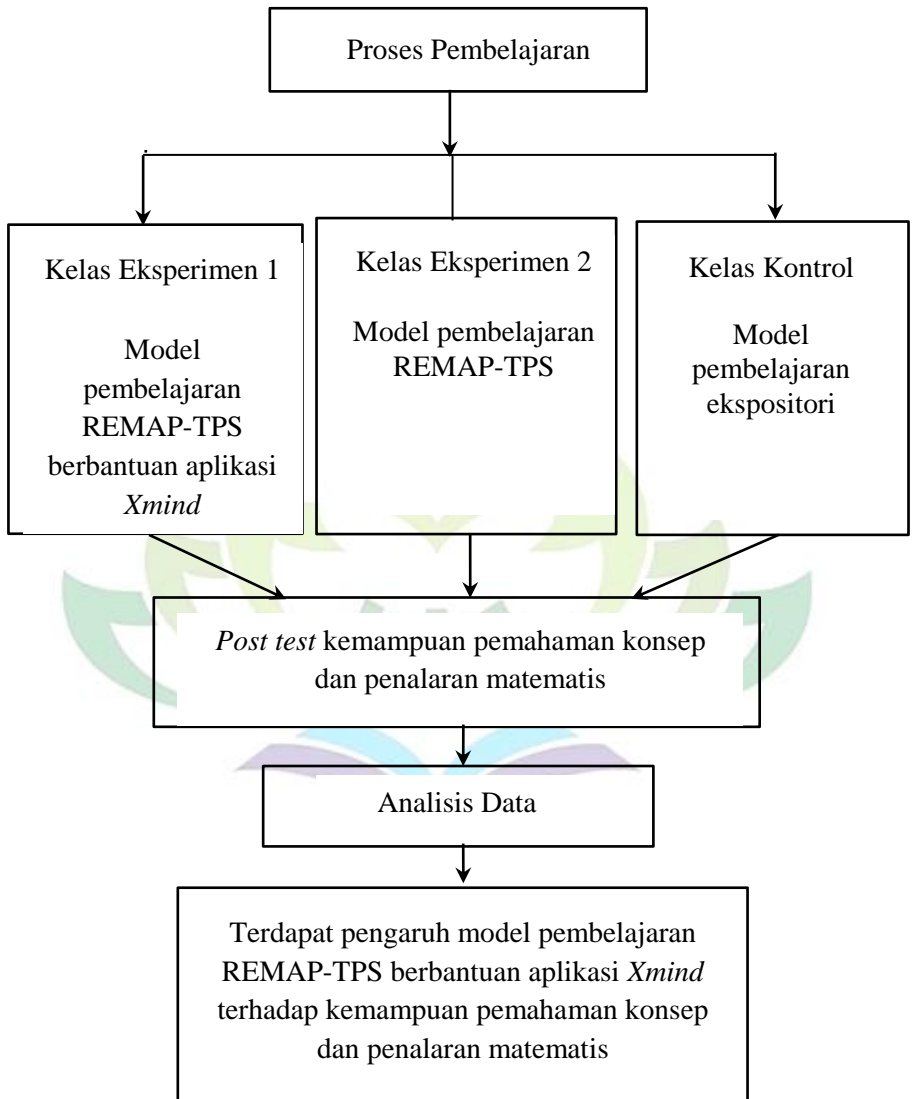 Proses Pembelajaran
Kelas Eksperimen 1
Model
pembelajaran
REMAP-TPS
berbantuan aplikasi
Xmind
Kelas Eksperimen 2
Model pembelajaran
REMAP-TPS
Kelas Kontrol
Model
pembelajaran
ekspositori
Post test kemampuan pemahaman konsep
dan penalaran matematis
Analisis Data
Terdapat pengaruh model pembelajaran
REMAP-TPS berbantuan aplikasi Xmind
terhadap kemampuan pemahaman konsep
dan penalaran matematis